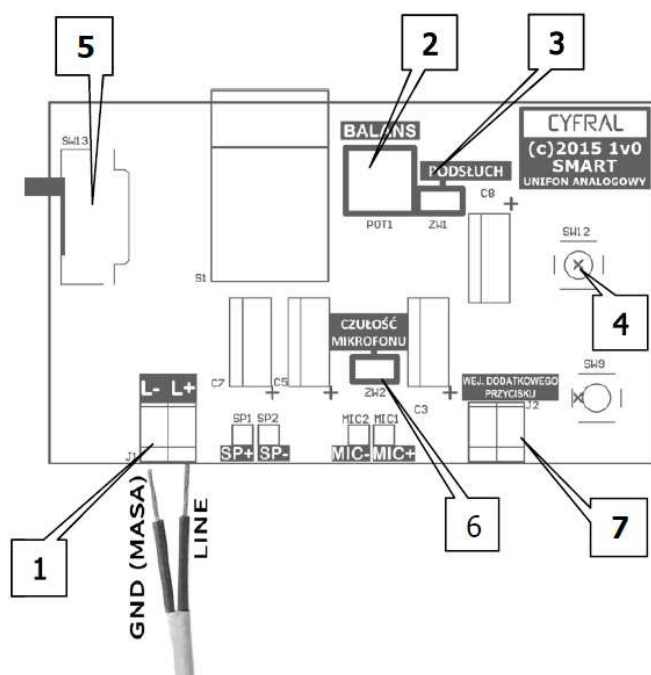 2
3
5
SW13
BALANS
CYFRAL
(c)2015 1v0
SMART
UNIFON ANALOGOWY
PODSŁUCH
C8
POT1
ZW1
SW12
S1
4
CZUŁOŚĆ
MIKROFONU
SW9
WEJ. DODATKOWEGO
PRZYCISKU
L- L+
C7
C5
ZW2
C3
J2
SP1 SP2
MIC2 MIC1
J1
SP+ SP-
MIC- MIC+
GND (MASA)
LINE
1
6
7